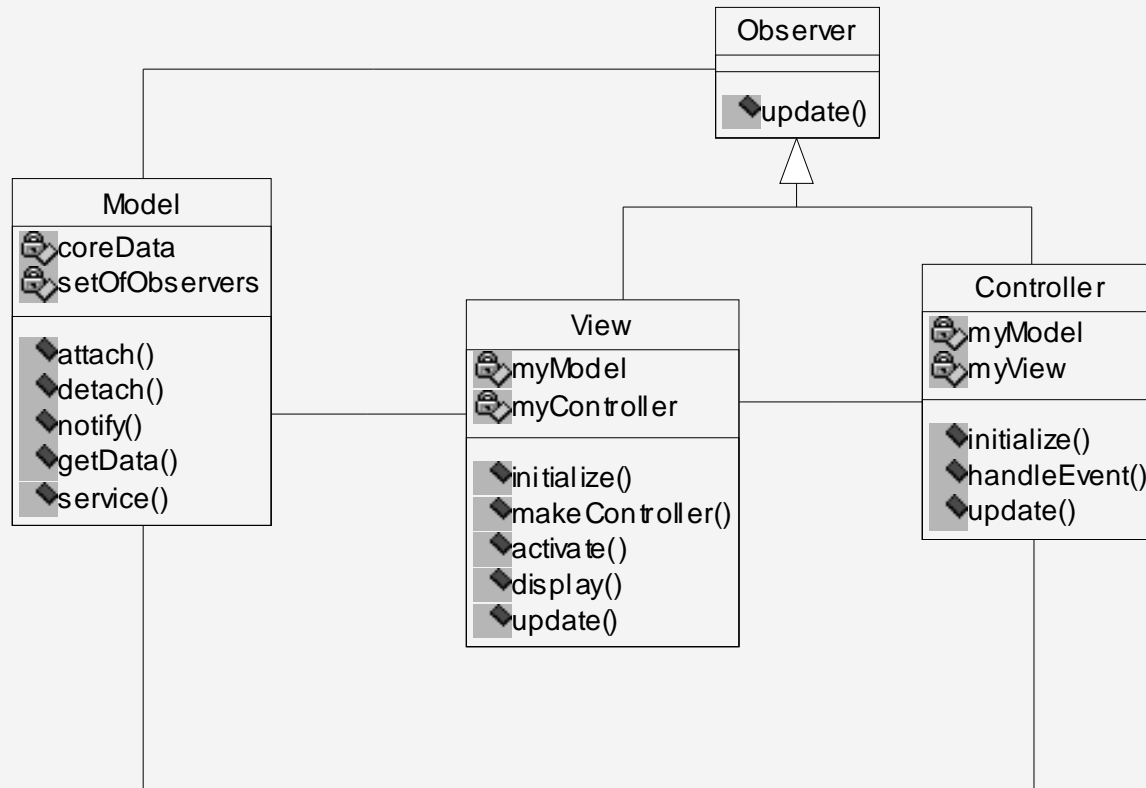 Observer
update()
Model
coreData
setOfObservers
attach()
detach()
notify()
getData()
service()
View
myModel
myController
initialize()
makeController()
activate()
display()
update()
Controller
myModel
myView
initialize()
handleEvent()
update()